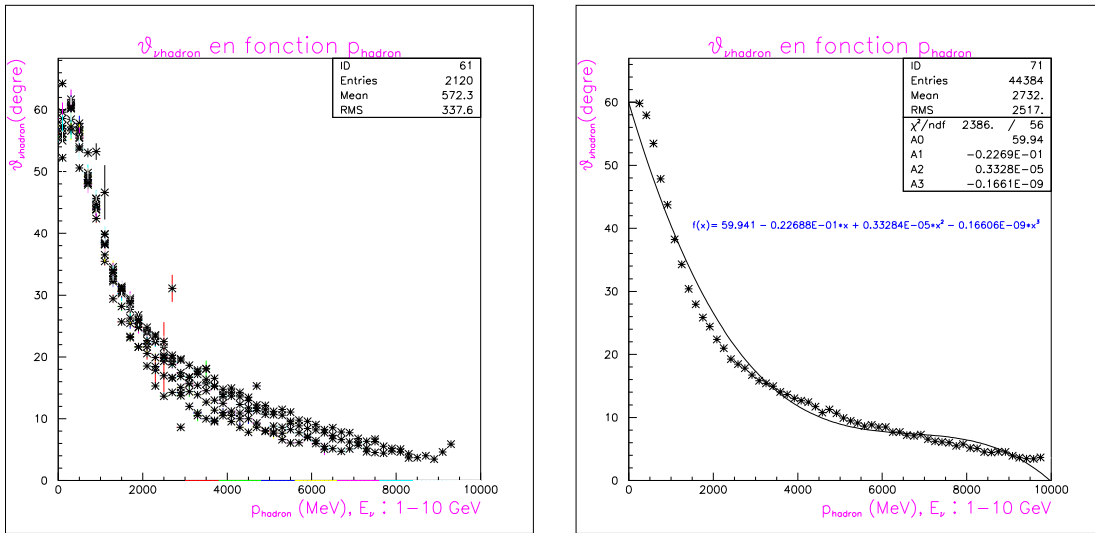 ϑνhadron en fonction phadron
ID 61
Entries 2120
Mean 572.3
RMS 337.6
ϑνhadron(degre)
60
50
40
30
20
10
0
0 2000 4000 6000 8000 10000
phadron (MeV), Eν : 1−10 GeV
ϑνhadron en fonction phadron
ID 71
Entries 44384
Mean 2732.
RMS 2517.
χ²/ndf 2386. / 56
A0 59.94
A1 −0.2269E−01
A2 0.3328E−05
A3 −0.1661E−09
ϑνhadron(degre)
f(x)= 59.941 − 0.22688E−01*x + 0.33284E−05*x² − 0.16606E−09*x³
60
50
40
30
20
10
0
0 2000 4000 6000 8000 10000
phadron (MeV), Eν : 1−10 GeV